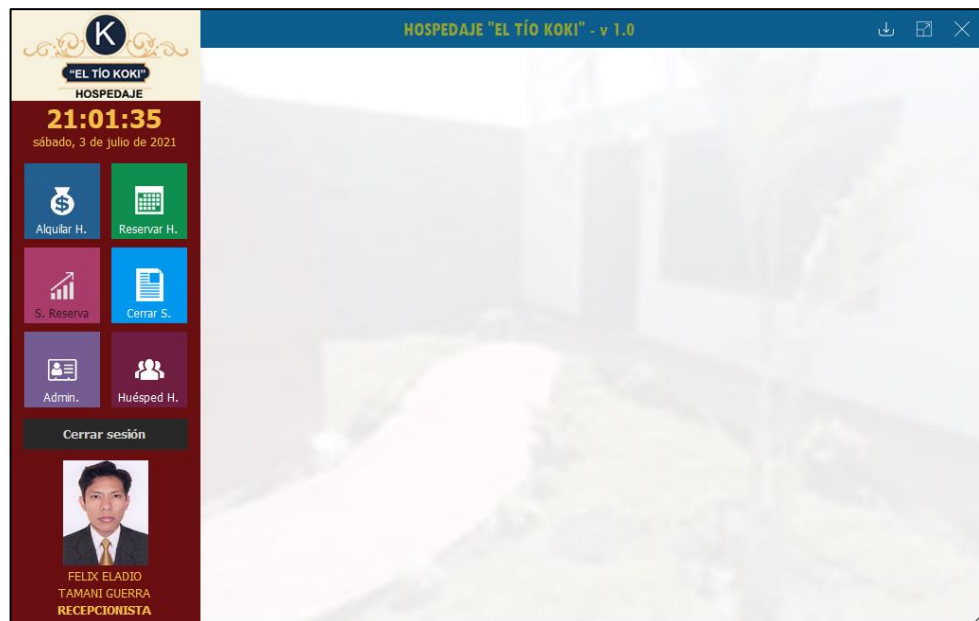 K
"EL TÍO KOKI"
HOSPEDAJE
HOSPEDAJE "EL TÍO KOKI" - v 1.0
21:01:35
sábado, 3 de julio de 2021
Alquilar H.
Reservar H.
S. Reserva
Cerrar S.
Admin.
Huésped H.
Cerrar sesión
FELIX ELADIO
TAMANI GUERRA
RECEPCIONISTA